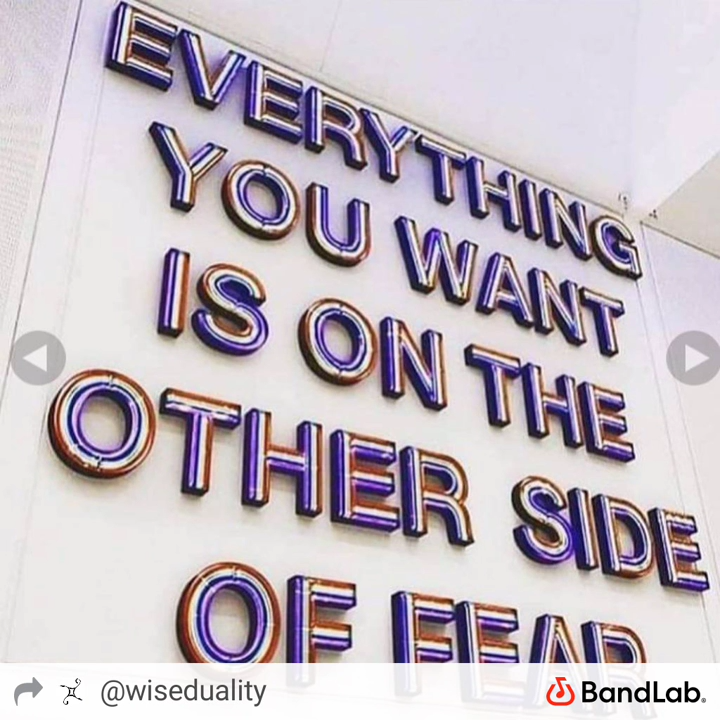 EVERYTHING
YOU WANT
IS ON THE
OTHER SIDE
OF FEAR
@wiseduality
BandLab.